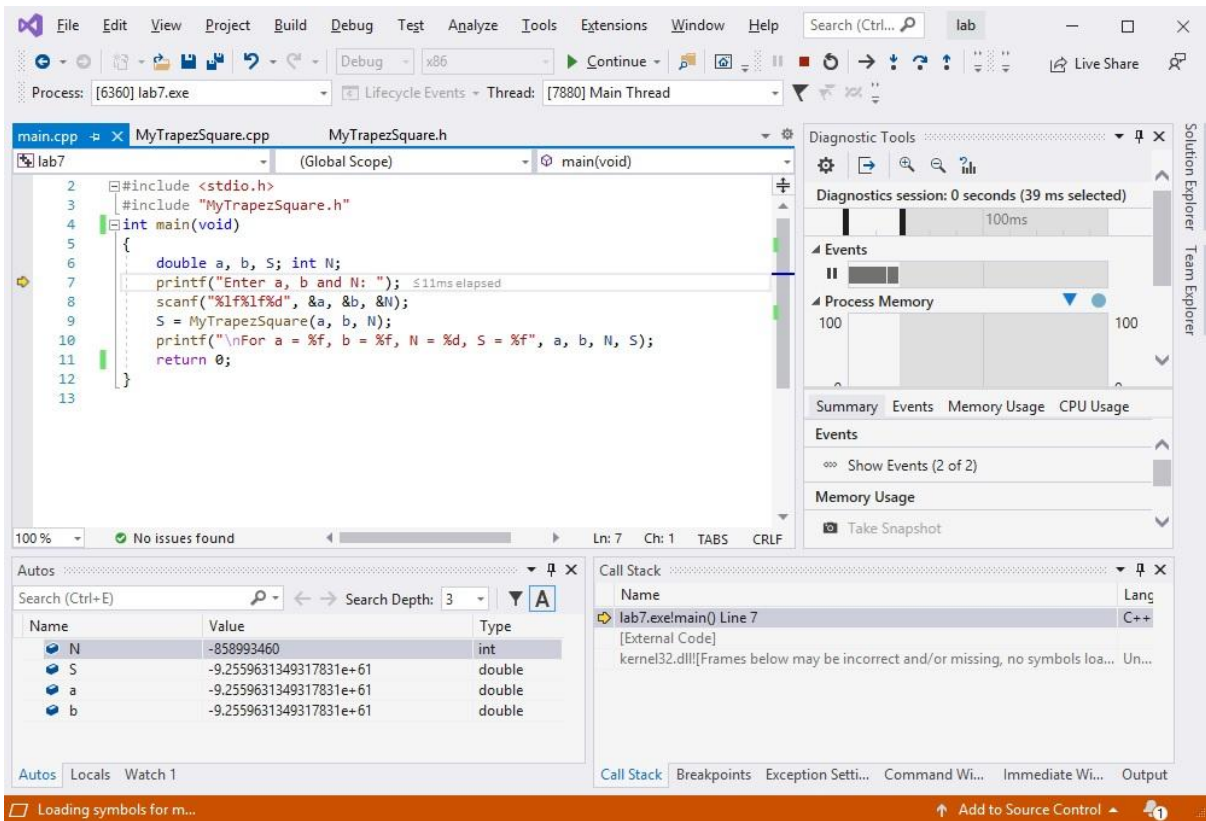 File Edit View Project Build Debug Test Analyze Tools Extensions Window Help Search (Ctrl... lab
Debug x86 Continue Live Share
Process: [6360] lab7.exe Lifecycle Events Thread: [7880] Main Thread
main.cpp MyTrapezSquare.cpp MyTrapezSquare.h
lab7 (Global Scope) main(void)
2 #include <stdio.h>
3 #include "MyTrapezSquare.h"
4 int main(void)
5 {
6 double a, b, S; int N;
7 printf("Enter a, b and N: "); ≤11ms elapsed
8 scanf("%lf%lf%d", &a, &b, &N);
9 S = MyTrapezSquare(a, b, N);
10 printf("\nFor a = %f, b = %f, N = %d, S = %f", a, b, N, S);
11 return 0;
12 }
13
100 % No issues found Ln: 7 Ch: 1 TABS CRLF
Diagnostic Tools
Diagnostics session: 0 seconds (39 ms selected)
100ms
Events
Process Memory
100 100
0 0
Summary Events Memory Usage CPU Usage
Events
Show Events (2 of 2)
Memory Usage
Take Snapshot
Solution Explorer
Team Explorer
Autos
Search (Ctrl+E) Search Depth: 3 A
Name Value Type
N -858993460 int
S -9.2559631349317831e+61 double
a -9.2559631349317831e+61 double
b -9.2559631349317831e+61 double
Autos Locals Watch 1
Call Stack
Name Lang
lab7.exe!main() Line 7 C++
[External Code]
kernel32.dll![Frames below may be incorrect and/or missing, no symbols loa... Un...
Call Stack Breakpoints Exception Setti... Command Wi... Immediate Wi... Output
Loading symbols for m... Add to Source Control 1